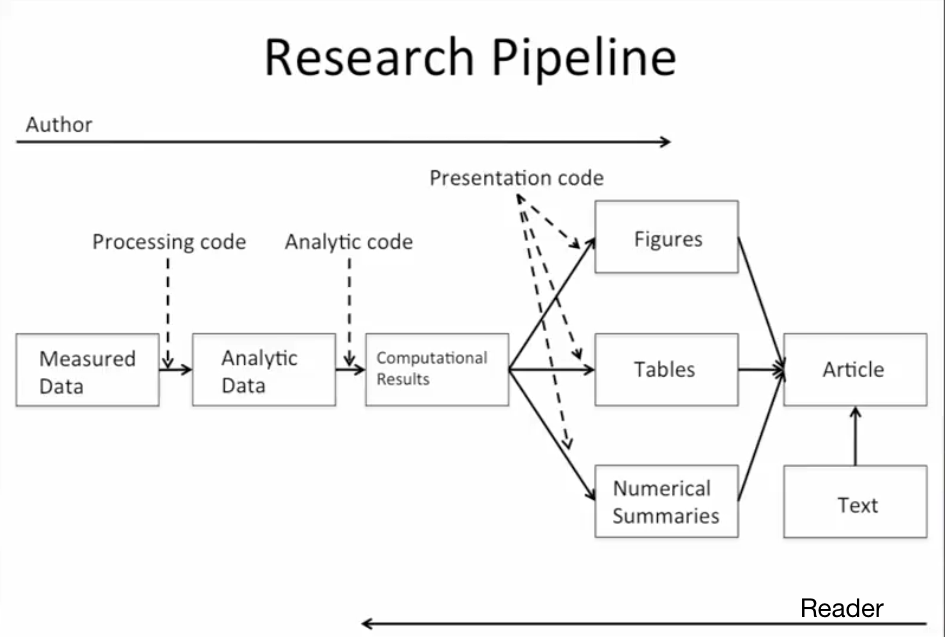 Research Pipeline
Author
Presentation code
Processing code
Analytic code
Figures
Measured
Data
Analytic
Data
Computational
Results
Tables
Article
Numerical
Summaries
Text
Reader